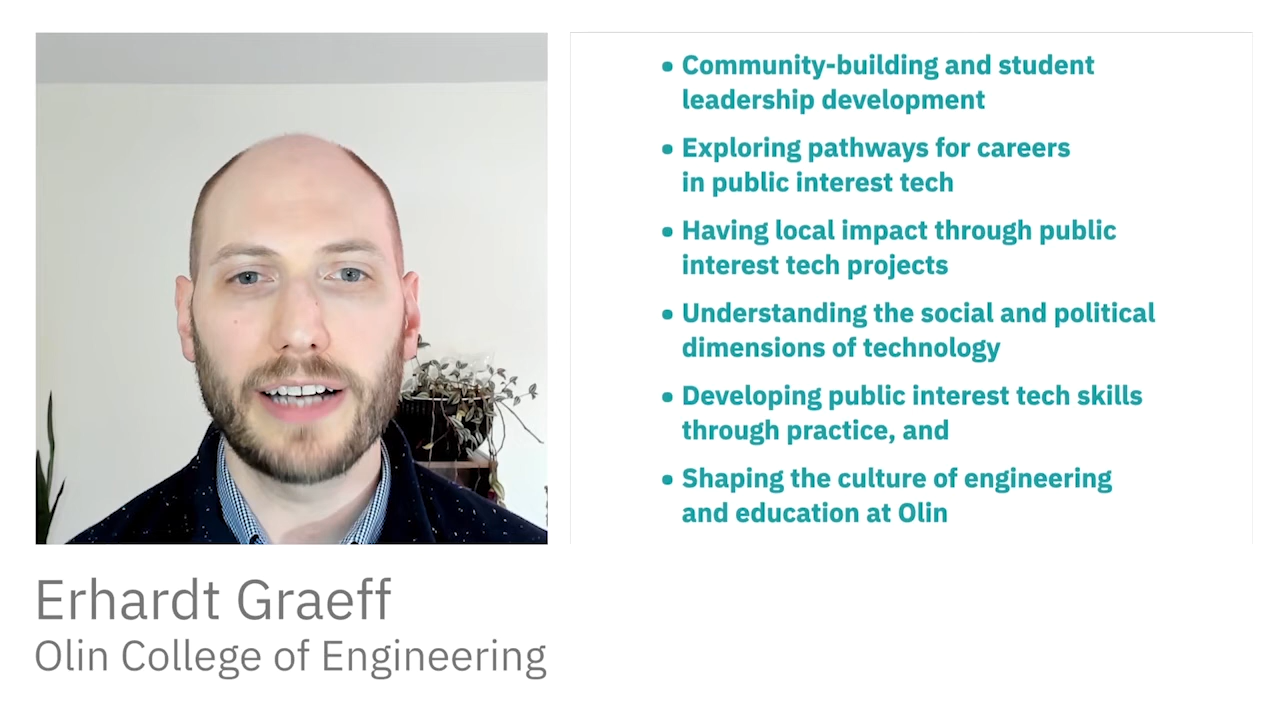 • Community-building and student
leadership development
• Exploring pathways for careers
in public interest tech
• Having local impact through public
interest tech projects
• Understanding the social and political
dimensions of technology
• Developing public interest tech skills
through practice, and
• Shaping the culture of engineering
and education at Olin
Erhardt Graeff
Olin College of Engineering